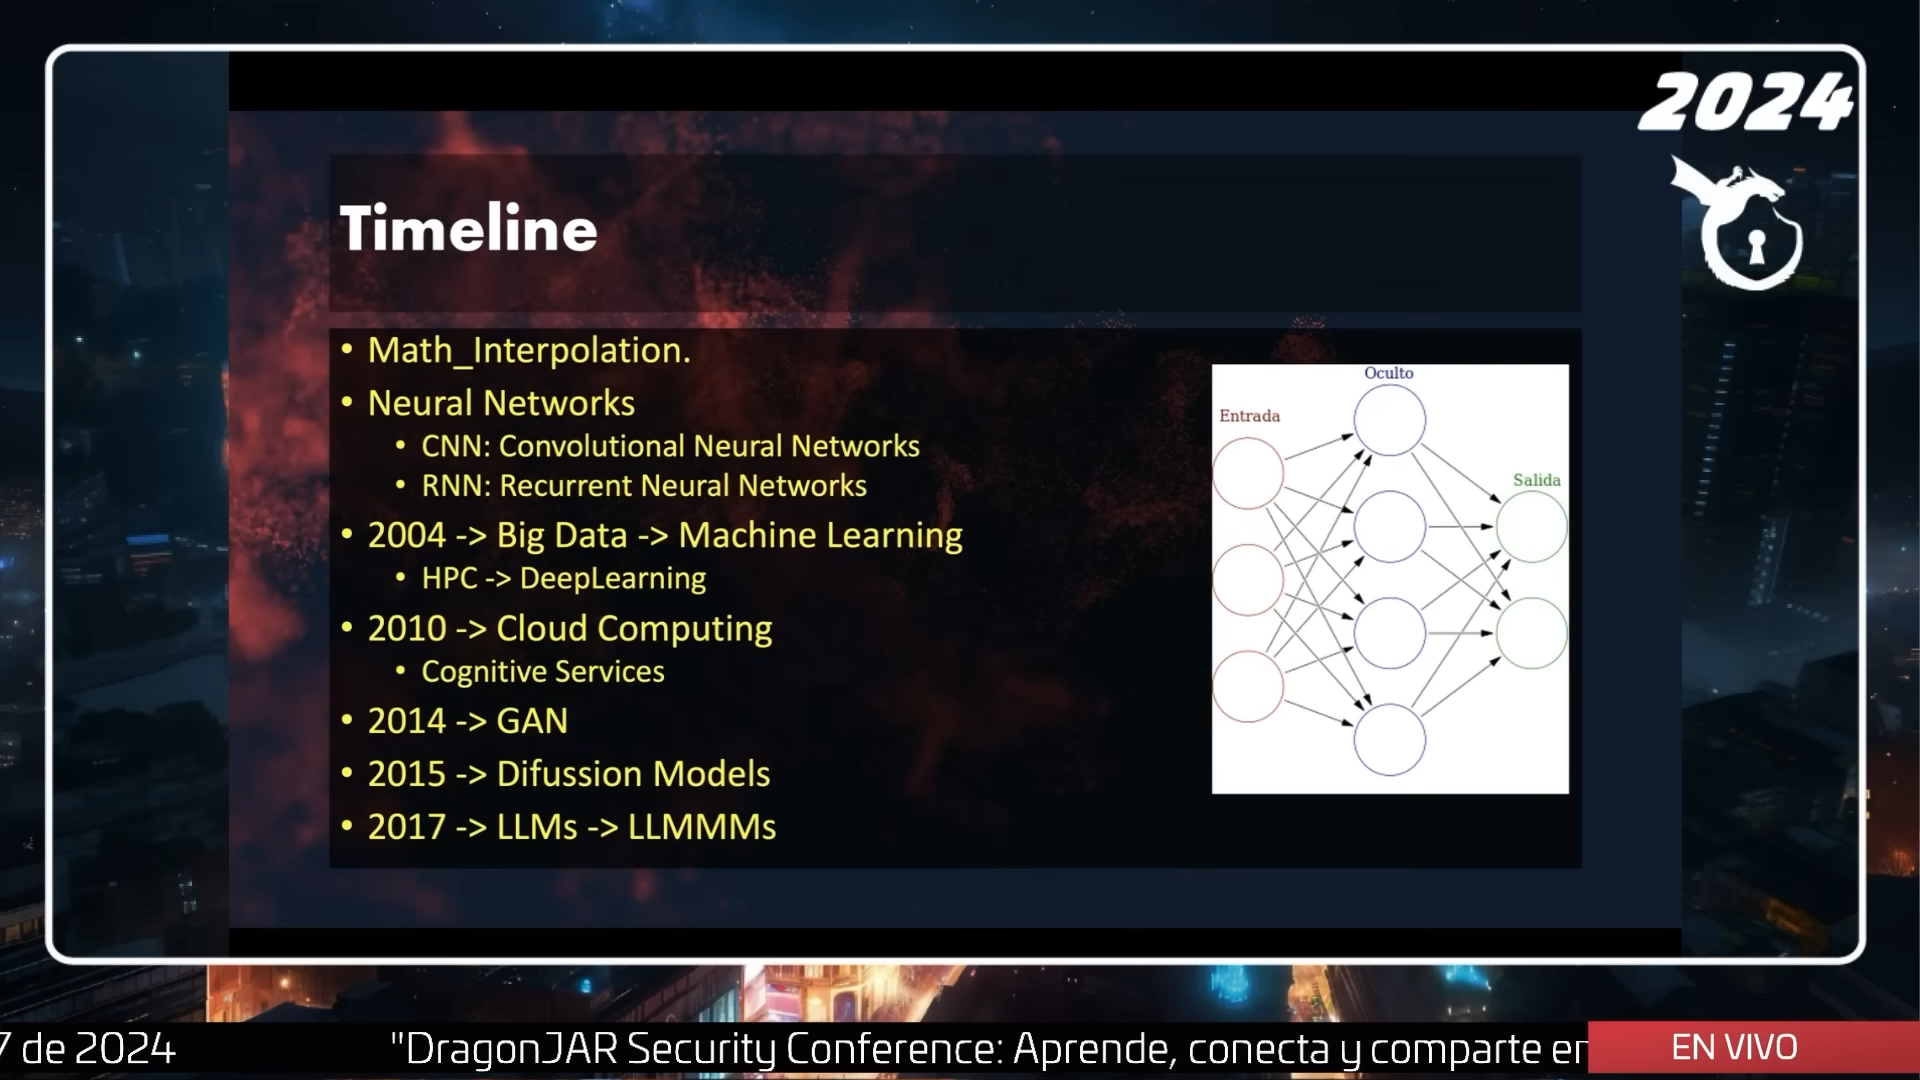 2024
Timeline
• Math_Interpolation.
• Neural Networks
• CNN: Convolutional Neural Networks
• RNN: Recurrent Neural Networks
• 2004 -> Big Data -> Machine Learning
• HPC -> DeepLearning
• 2010 -> Cloud Computing
• Cognitive Services
• 2014 -> GAN
• 2015 -> Difussion Models
• 2017 -> LLMs -> LLMMMs
Oculto
Entrada
Salida
7 de 2024 "DragonJAR Security Conference: Aprende, conecta y comparte en
EN VIVO